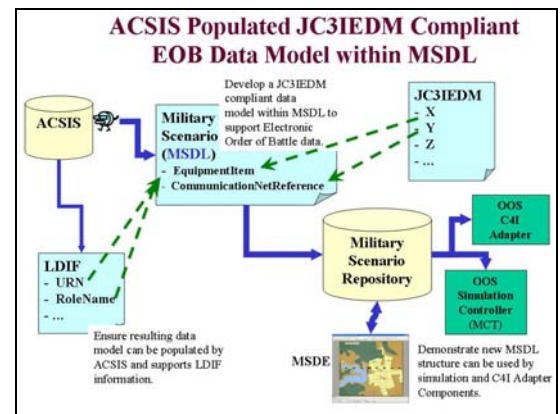 ACSIS Populated JC3IEDM Compliant
EOB Data Model within MSDL
Develop a JC3IEDM
compliant data
model within MSDL to
support Electronic
Order of Battle data.
ACSIS
Military
Scenario
(MSDL)
- EquipmentItem
- CommunicationNetReference
JC3IEDM
- X
- Y
- Z
- ...
LDIF
- URN
- RoleName
- ...
Military
Scenario
Repository
OOS
C4I
Adapter
OOS
Simulation
Controller
(MCT)
Ensure resulting data
model can be populated by
ACSIS and supports LDIF
information.
MSDE
Demonstrate new MSDL
structure can be used by
simulation and C4I Adapter
Components.